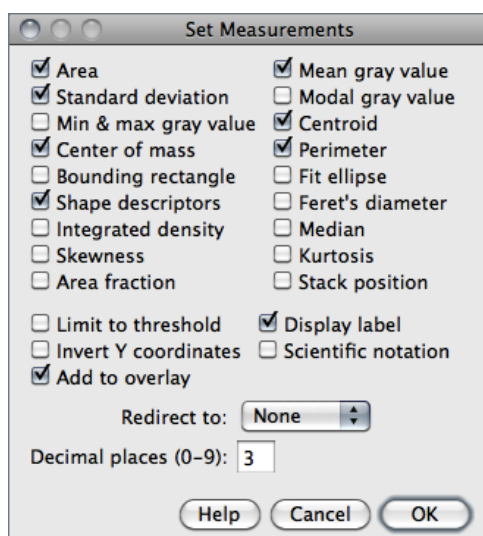 Set Measurements
Area Mean gray value
Standard deviation Modal gray value
Min & max gray value Centroid
Center of mass Perimeter
Bounding rectangle Fit ellipse
Shape descriptors Feret's diameter
Integrated density Median
Skewness Kurtosis
Area fraction Stack position
Limit to threshold Display label
Invert Y coordinates Scientific notation
Add to overlay
Redirect to: None
Decimal places (0–9): 3
Help Cancel OK